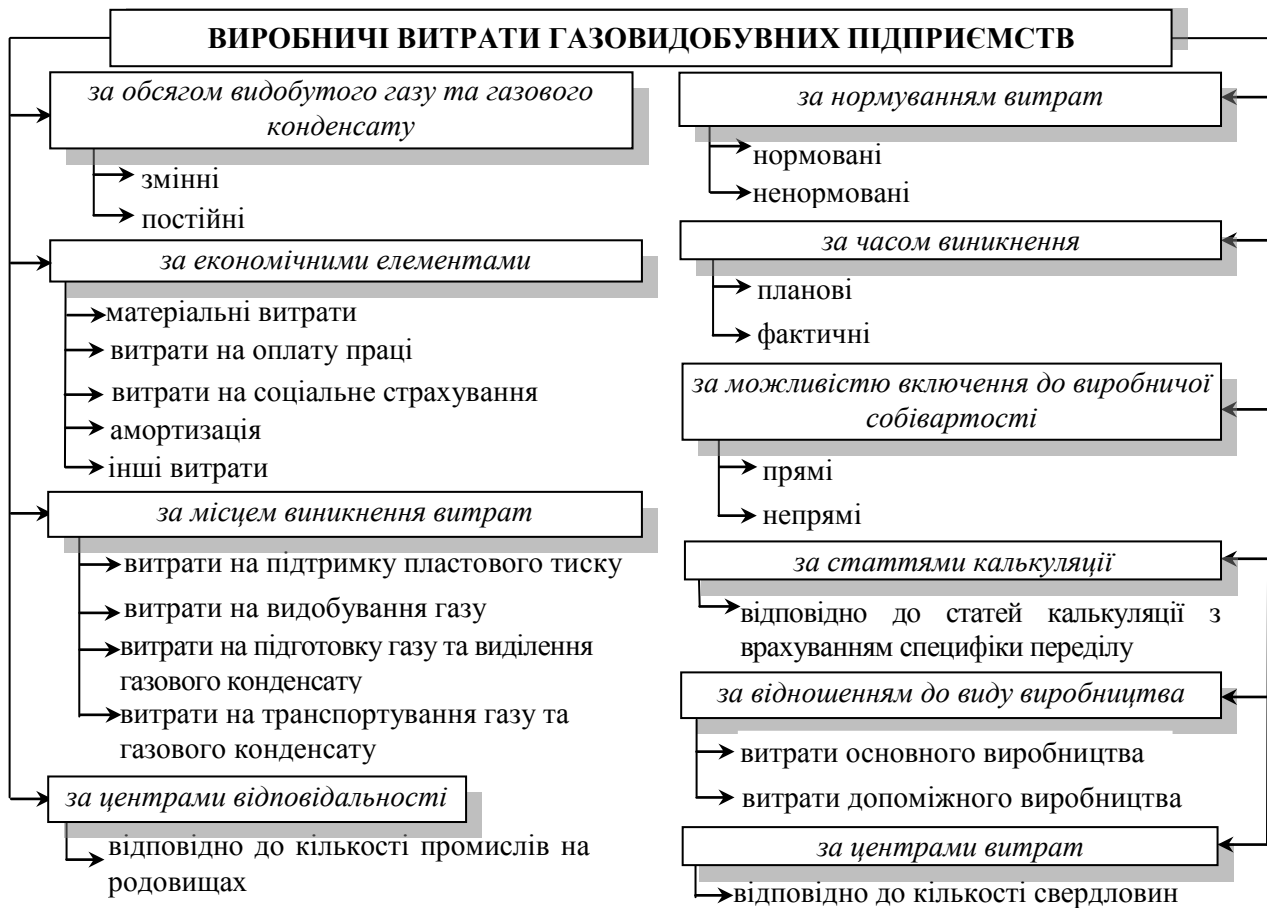 ВИРОБНИЧІ ВИТРАТИ ГАЗОВИДОБУВНИХ ПІДПРИЄМСТВ
за обсягом видобутого газу та газового
конденсату
змінні
постійні
за економічними елементами
матеріальні витрати
витрати на оплату праці
витрати на соціальне страхування
амортизація
інші витрати
за місцем виникнення витрат
витрати на підтримку пластового тиску
витрати на видобування газу
витрати на підготовку газу та виділення
газового конденсату
витрати на транспортування газу та
газового конденсату
за центрами відповідальності
відповідно до кількості промислів на
родовищах
за нормуванням витрат
нормовані
ненормовані
за часом виникнення
планові
фактичні
за можливістю включення до виробничої
собівартості
прямі
непрямі
за статтями калькуляції
відповідно до статей калькуляції з
врахуванням специфіки переділу
за відношенням до виду виробництва
витрати основного виробництва
витрати допоміжного виробництва
за центрами витрат
відповідно до кількості свердловин